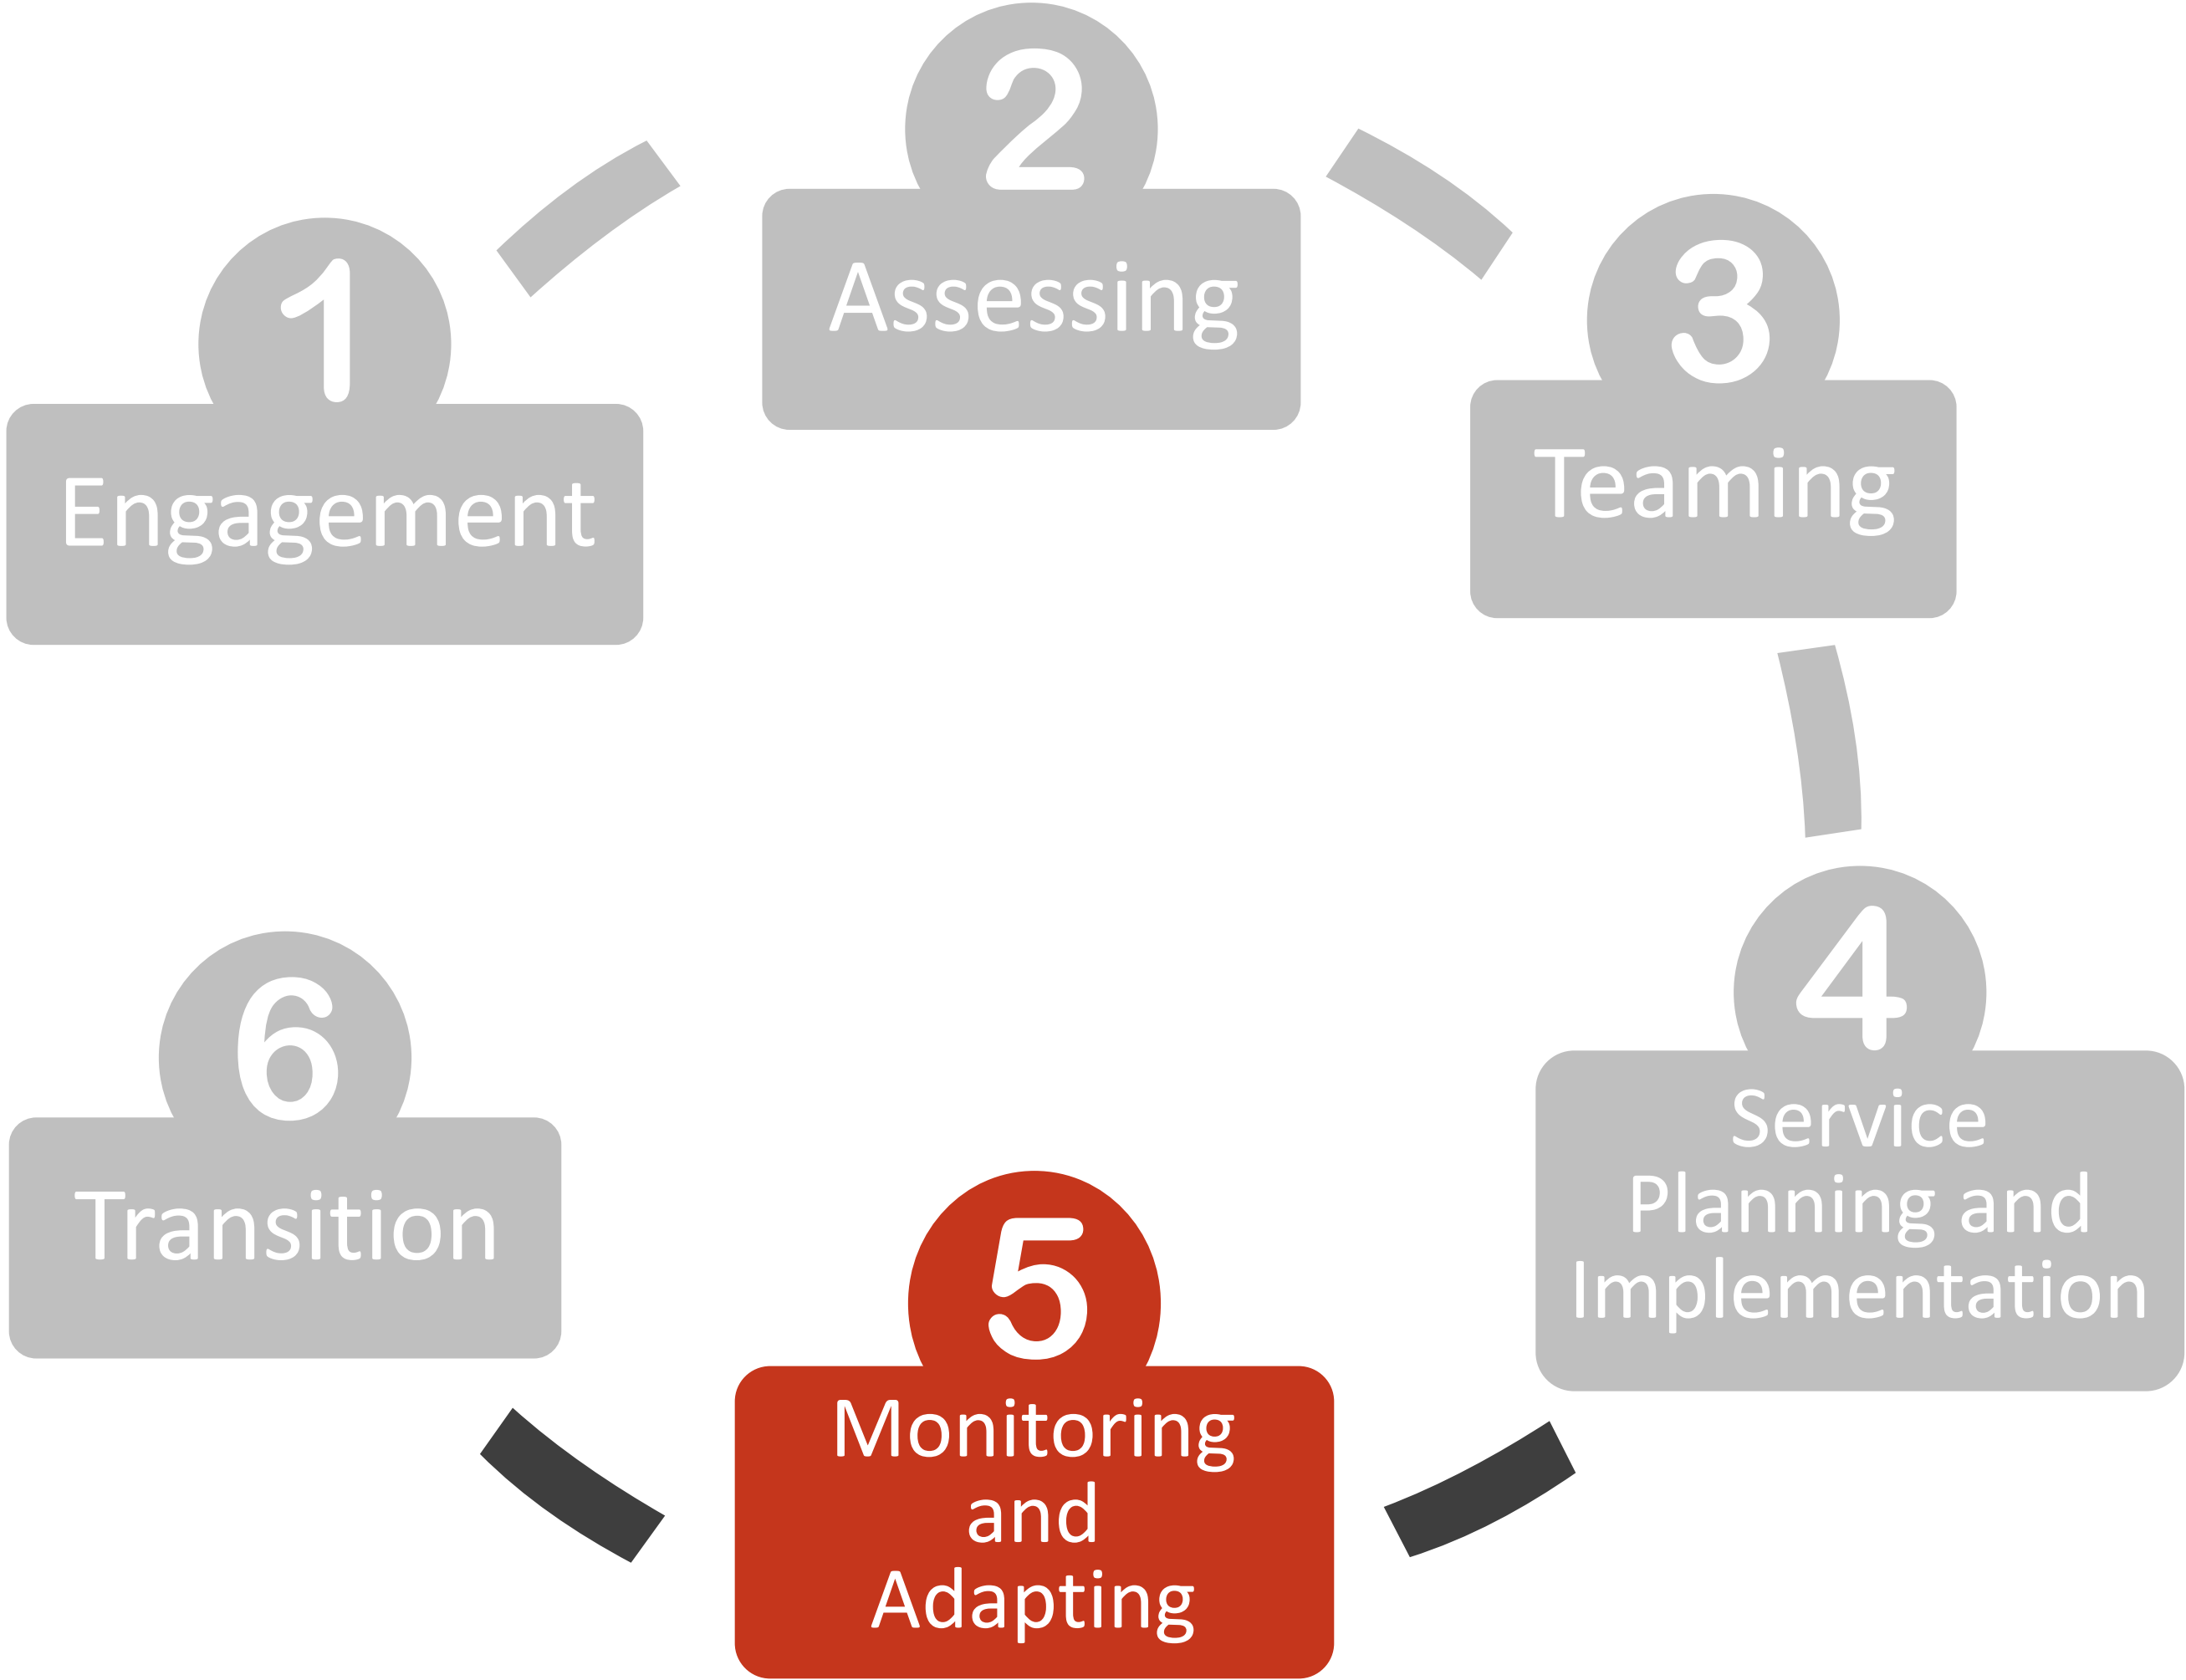 1
Engagement
2
Assessing
3
Teaming
4
Service
Planning and
Implementation
5
Monitoring
and
Adapting
6
Transition